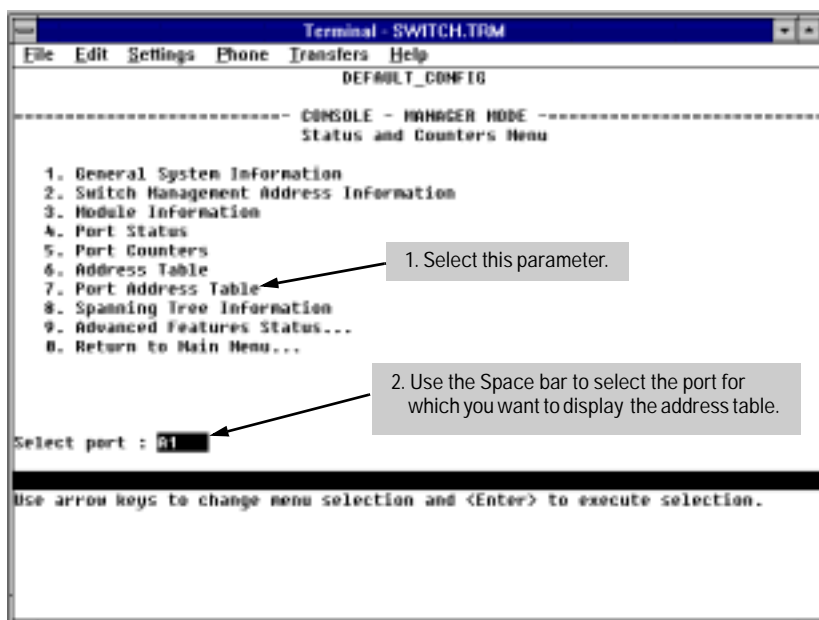 Terminal - SWITCH.TRM
File Edit Settings Phone Transfers Help
DEFAULT_CONFIG
--------------------------- CONSOLE - MANAGER MODE ---------------------------
Status and Counters Menu
1. General System Information
2. Switch Management Address Information
3. Module Information
4. Port Status
5. Port Counters
6. Address Table
7. Port Address Table
8. Spanning Tree Information
9. Advanced Features Status...
0. Return to Main Menu...
1. Select this parameter.
2. Use the Space bar to select the port for
which you want to display the address table.
Select port : A1
Use arrow keys to change menu selection and <Enter> to execute selection.